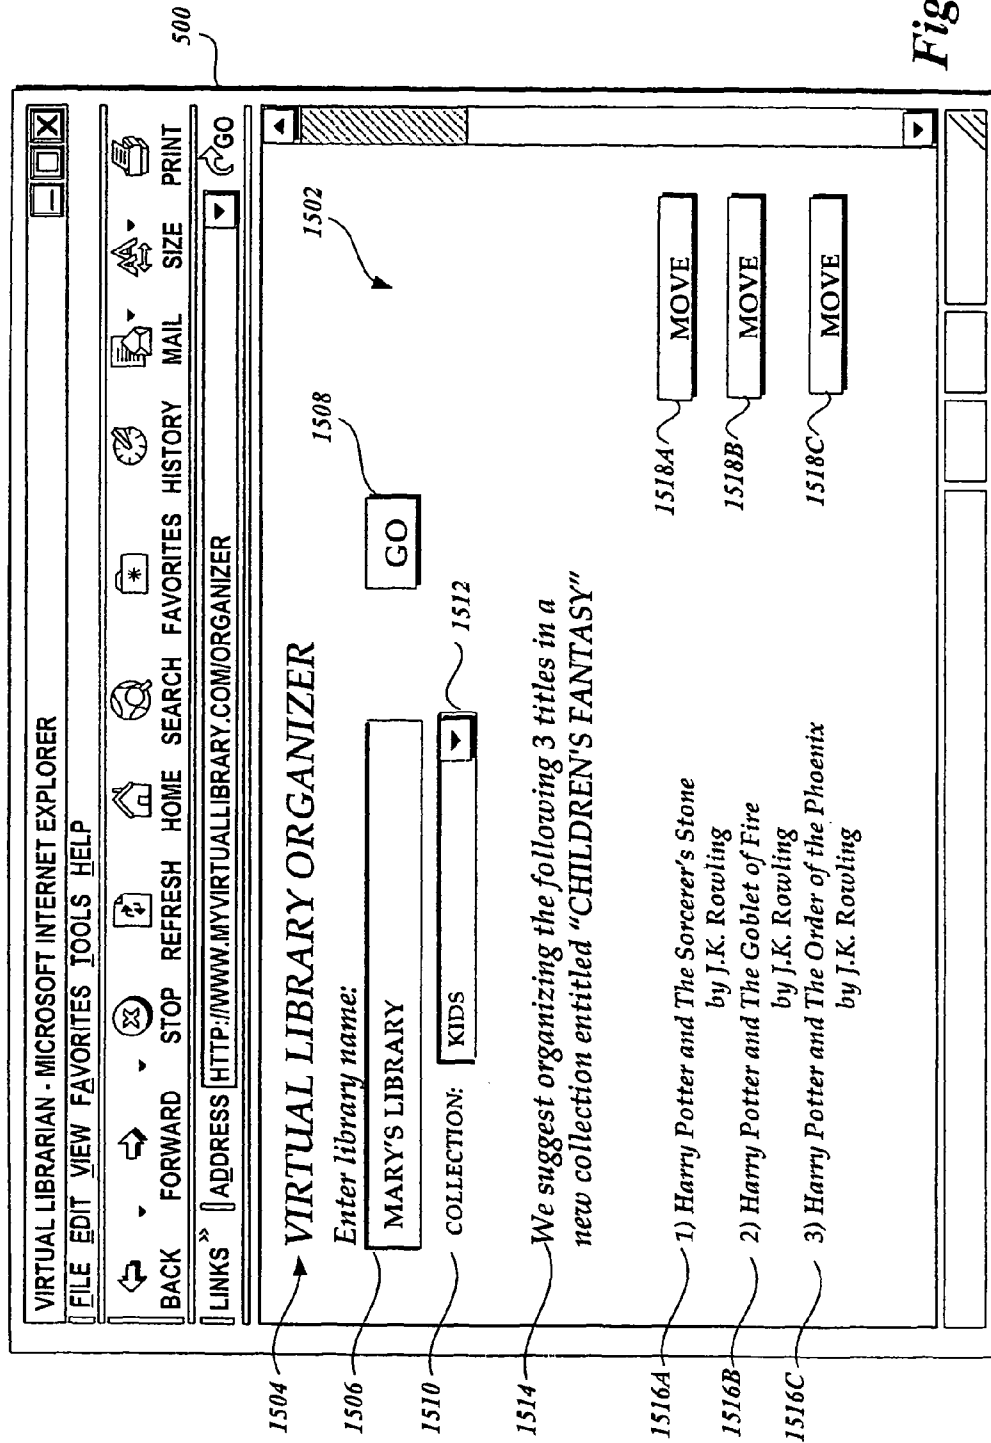 500
VIRTUAL LIBRARIAN - MICROSOFT INTERNET EXPLORER
FILE EDIT VIEW FAVORITES TOOLS HELP
BACK FORWARD STOP REFRESH HOME SEARCH FAVORITES HISTORY MAIL SIZE PRINT
LINKS » ADDRESS HTTP://WWW.MYVIRTUALLIBRARY.COM/ORGANIZER GO
1504 VIRTUAL LIBRARY ORGANIZER
1502
Enter library name:
1508
1506 MARY'S LIBRARY GO
1510 COLLECTION: KIDS 1512
1514 We suggest organizing the following 3 titles in a
new collection entitled "CHILDREN'S FANTASY"
1516A 1) Harry Potter and The Sorcerer's Stone 1518A MOVE
by J.K. Rowling
1516B 2) Harry Potter and The Goblet of Fire 1518B MOVE
by J.K. Rowling
1516C 3) Harry Potter and The Order of the Phoenix 1518C MOVE
by J.K. Rowling
Fig